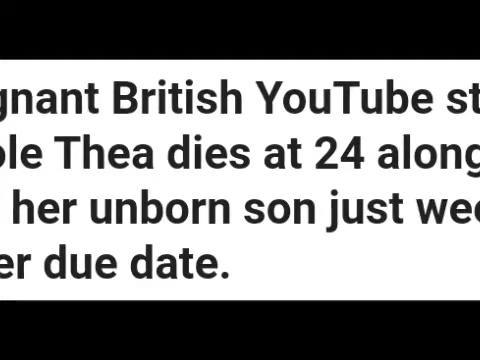 gnant British YouTube st
ole Thea dies at 24 along
her unborn son just wee
er due date.